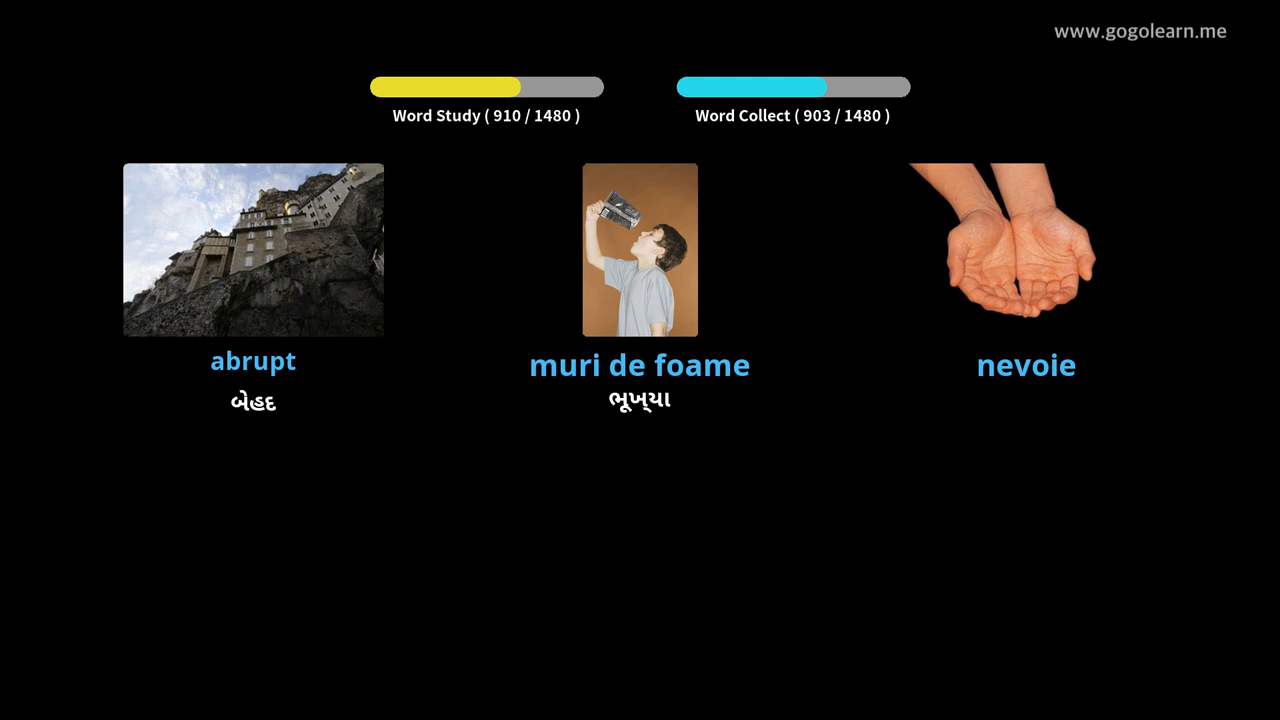 www.gogolearn.me
Word Study ( 910 / 1480 )
Word Collect ( 903 / 1480 )
abrupt
muri de foame
nevoie
બેહદ
ભૂખ્યા